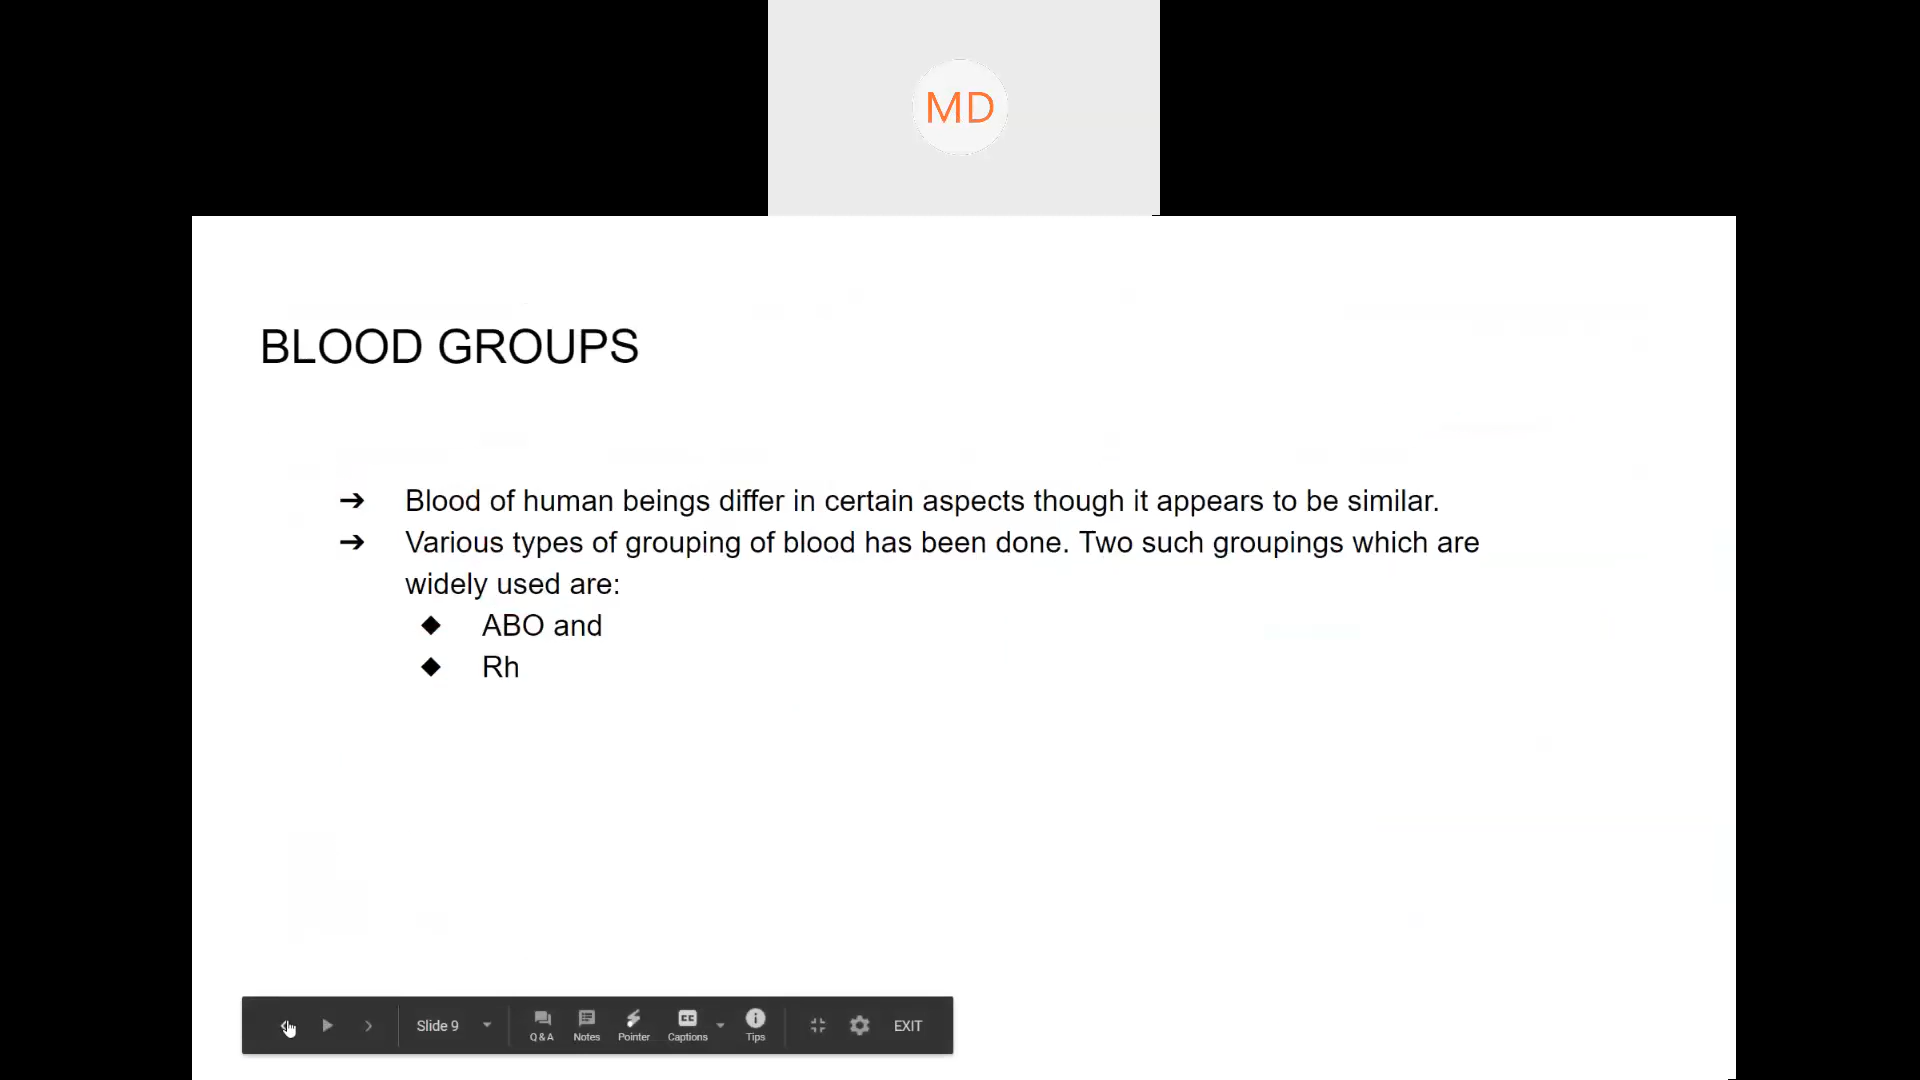 MD
BLOOD GROUPS
➔ Blood of human beings differ in certain aspects though it appears to be similar.
➔ Various types of grouping of blood has been done. Two such groupings which are
widely used are:
◆ ABO and
◆ Rh
Slide 9
Q & A
Notes
Pointer
Captions
Tips
EXIT